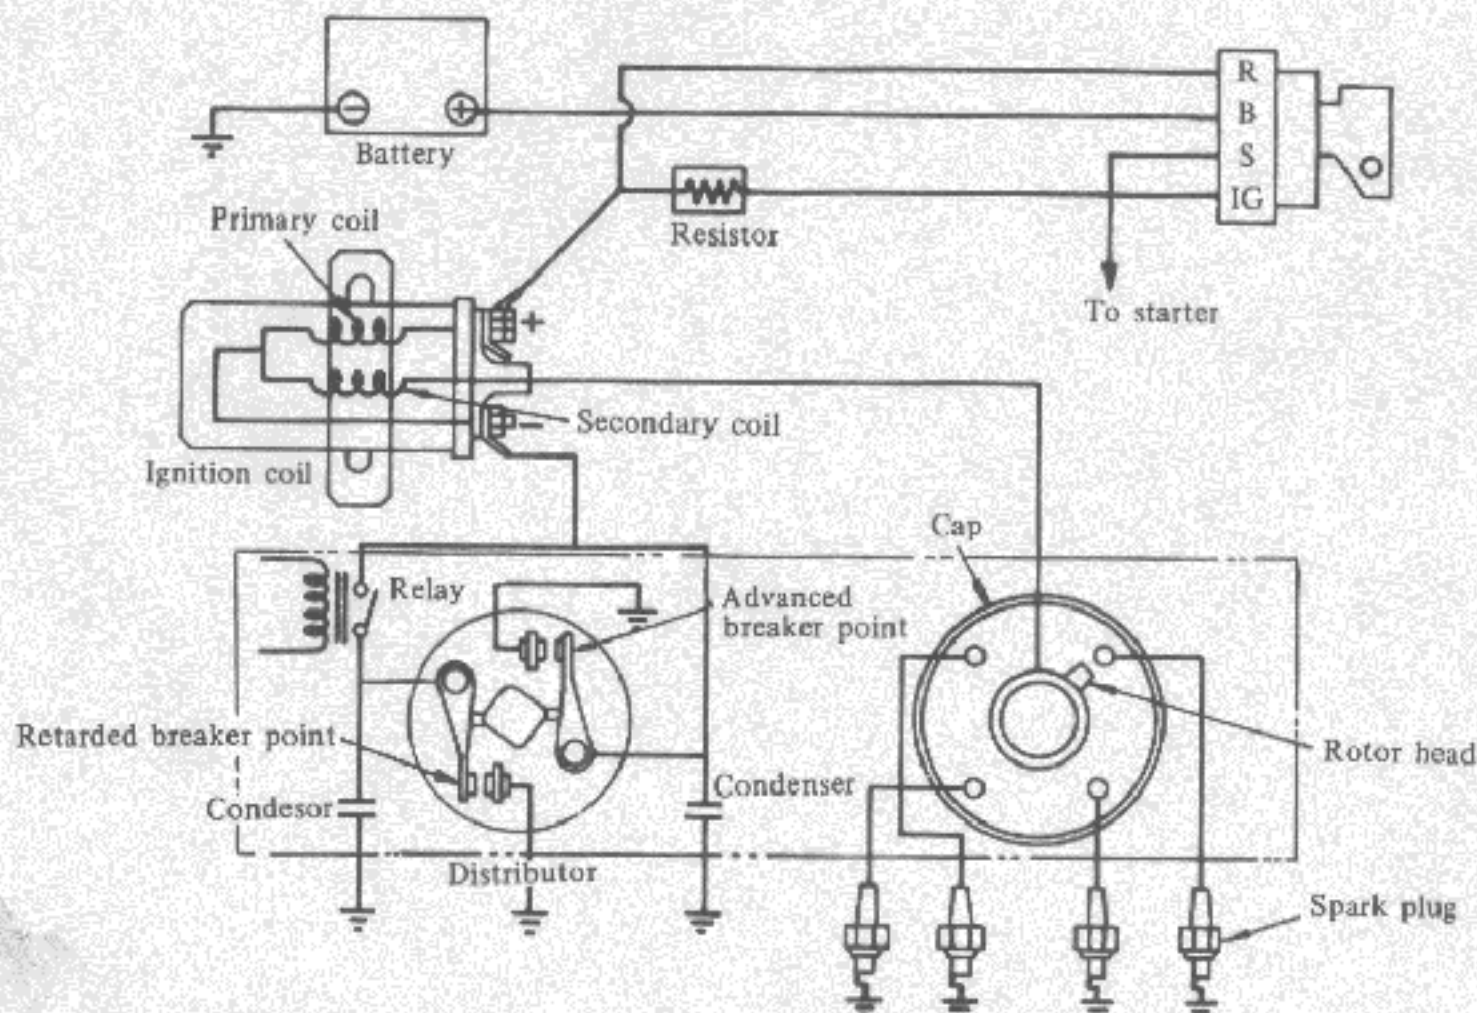 R
B
S
IG
Battery
Primary coil
Resistor
To starter
+
Secondary coil
−
Ignition coil
Cap
Relay
Advanced
breaker point
Retarded breaker point
Rotor head
Condesor
Condenser
Distributor
Spark plug